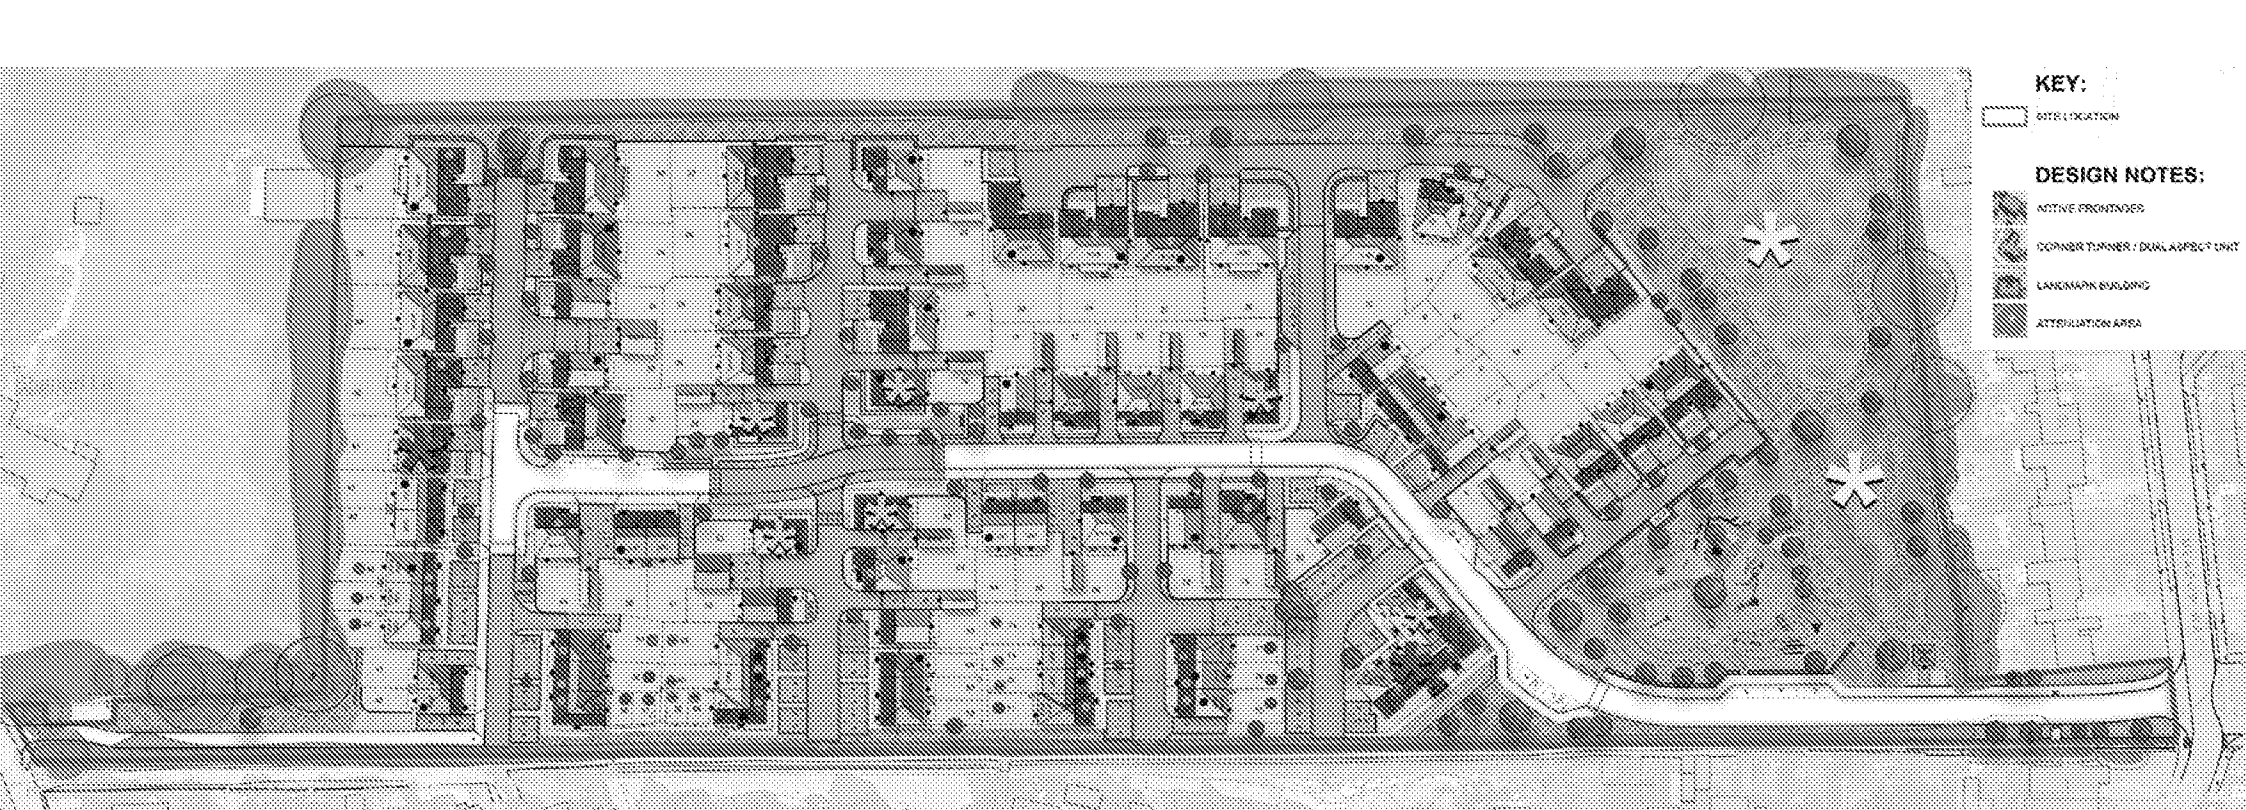 KEY:
SITE LOCATION
DESIGN NOTES:
ACTIVE FRONTAGES
CORNER TURNER / DUAL ASPECT UNIT
LANDMARK BUILDING
ATTENUATION AREA